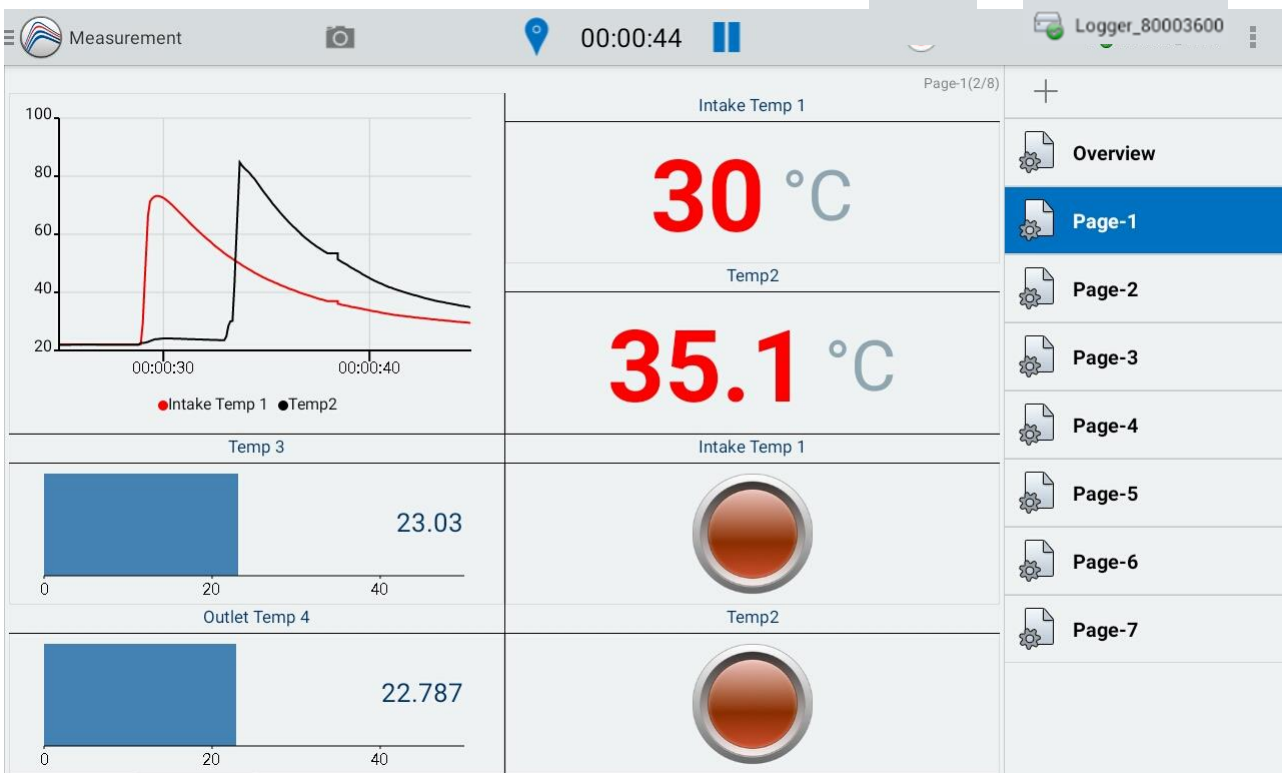 Measurement
00:00:44
Logger_80003600
Page-1(2/8)
100
80
60
40
20
00:00:30
00:00:40
Intake Temp 1
Temp2
Intake Temp 1
30 °C
Temp2
35.1 °C
Temp 3
23.03
0
20
40
Outlet Temp 4
22.787
0
20
40
Intake Temp 1
Temp2
+
Overview
Page-1
Page-2
Page-3
Page-4
Page-5
Page-6
Page-7